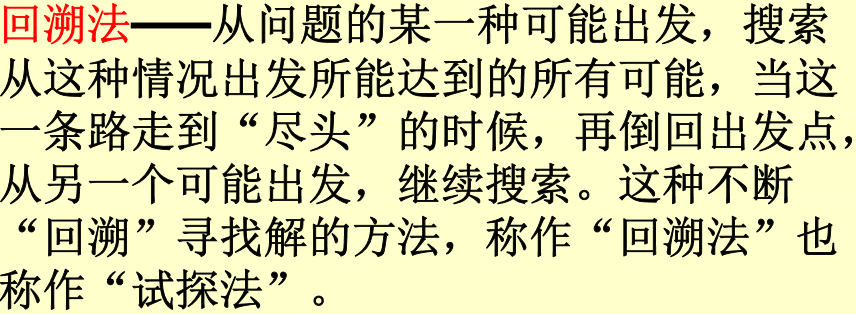 回溯法——从问题的某一种可能出发，搜索
从这种情况出发所能达到的所有可能，当这
一条路走到“尽头”的时候，再倒回出发点，
从另一个可能出发，继续搜索。这种不断
“回溯”寻找解的方法，称作“回溯法”也
称作“试探法”。